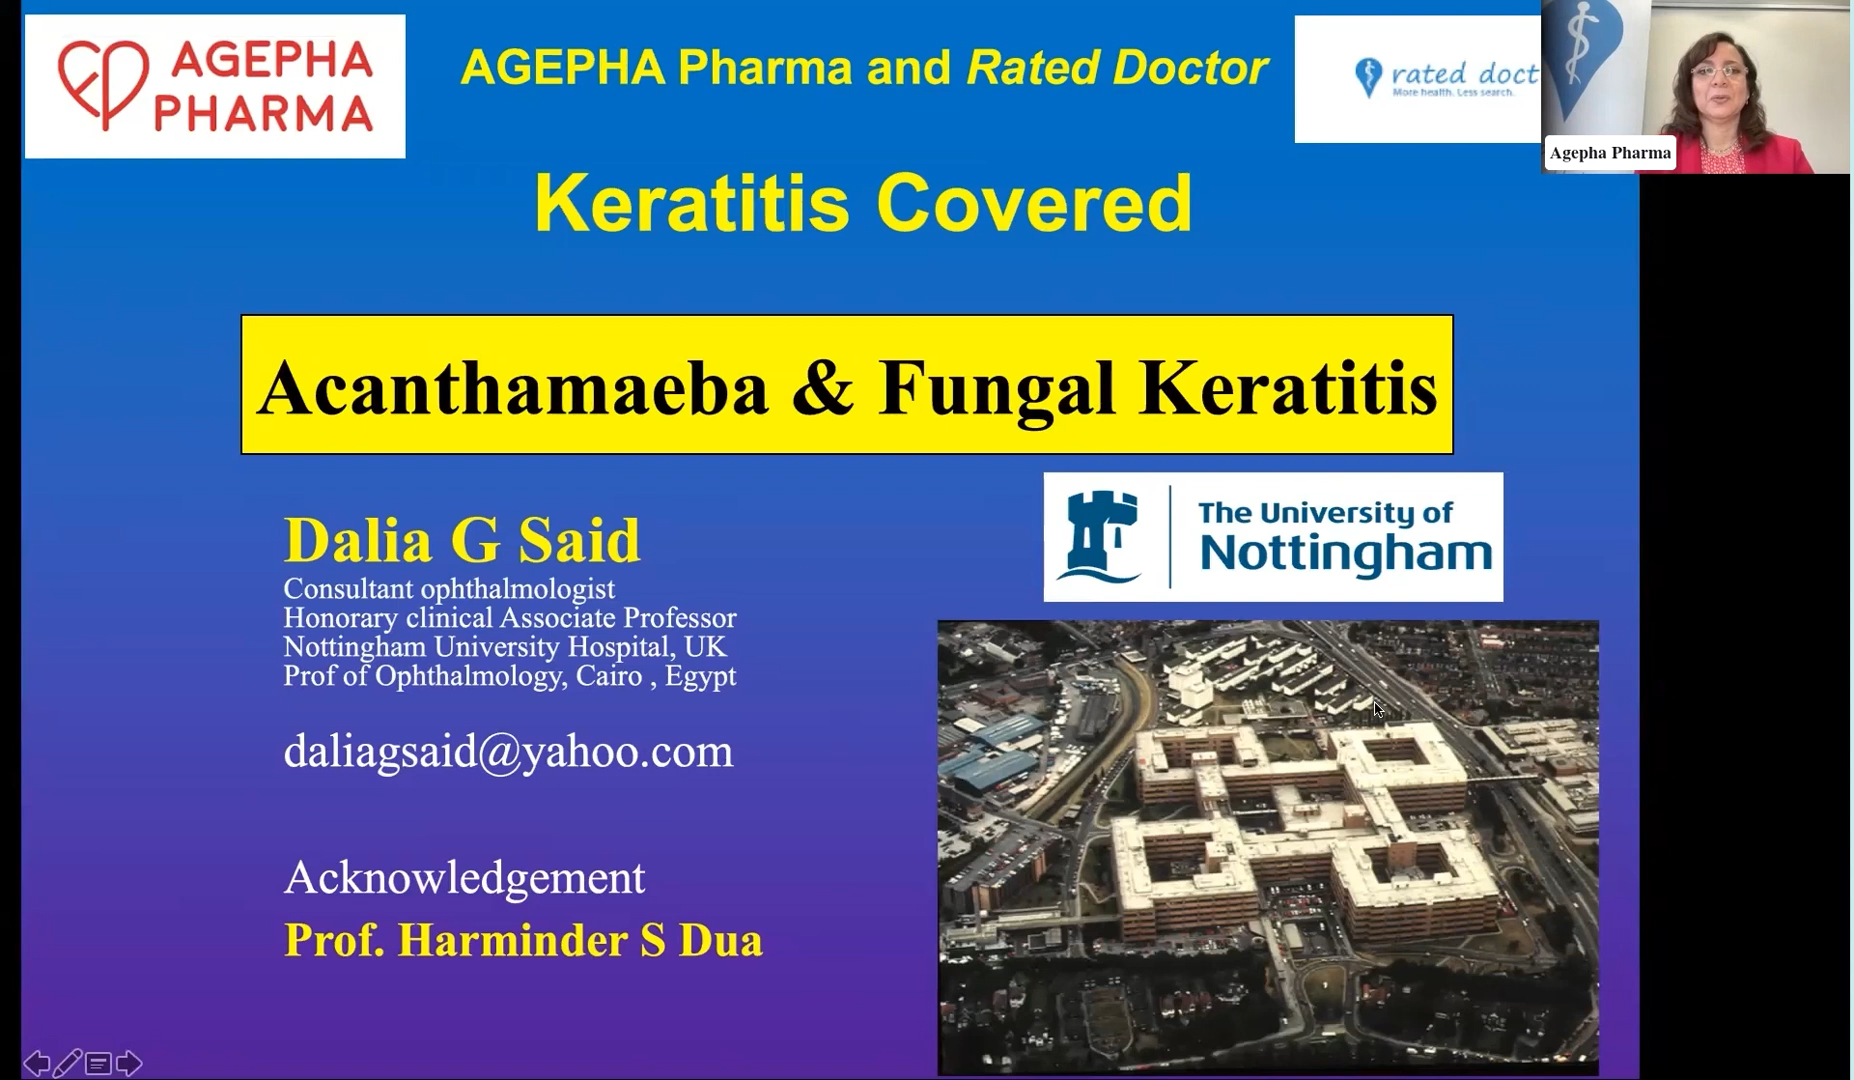 AGEPHA
PHARMA
AGEPHA Pharma and Rated Doctor
rated doct
More health. Less search.
Agepha Pharma
Keratitis Covered
Acanthamaeba & Fungal Keratitis
Dalia G Said
Consultant ophthalmologist
Honorary clinical Associate Professor
Nottingham University Hospital, UK
Prof of Ophthalmology, Cairo , Egypt
daliagsaid@yahoo.com
Acknowledgement
Prof. Harminder S Dua
The University of
Nottingham